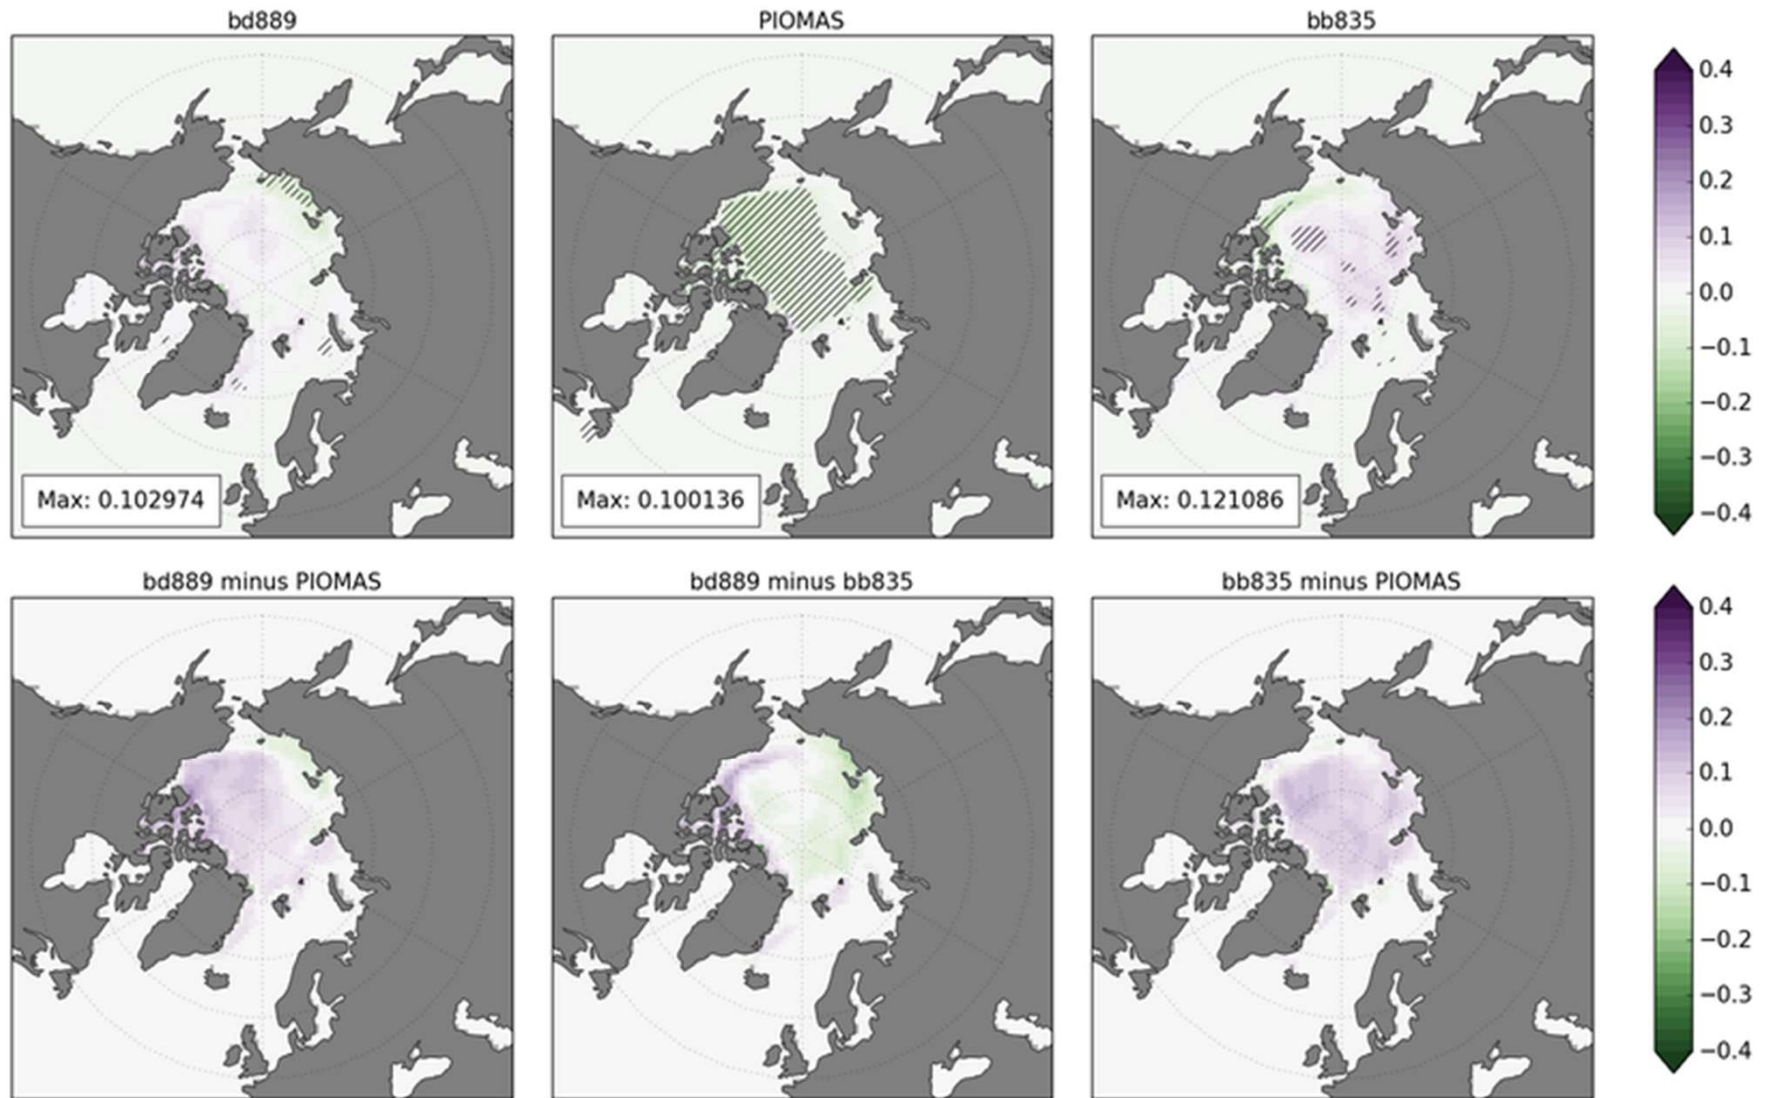 bd889
PIOMAS
bb835
0.4
0.3
0.2
0.1
0.0
−0.1
−0.2
−0.3
−0.4
Max: 0.102974
Max: 0.100136
Max: 0.121086
bd889 minus PIOMAS
bd889 minus bb835
bb835 minus PIOMAS
0.4
0.3
0.2
0.1
0.0
−0.1
−0.2
−0.3
−0.4